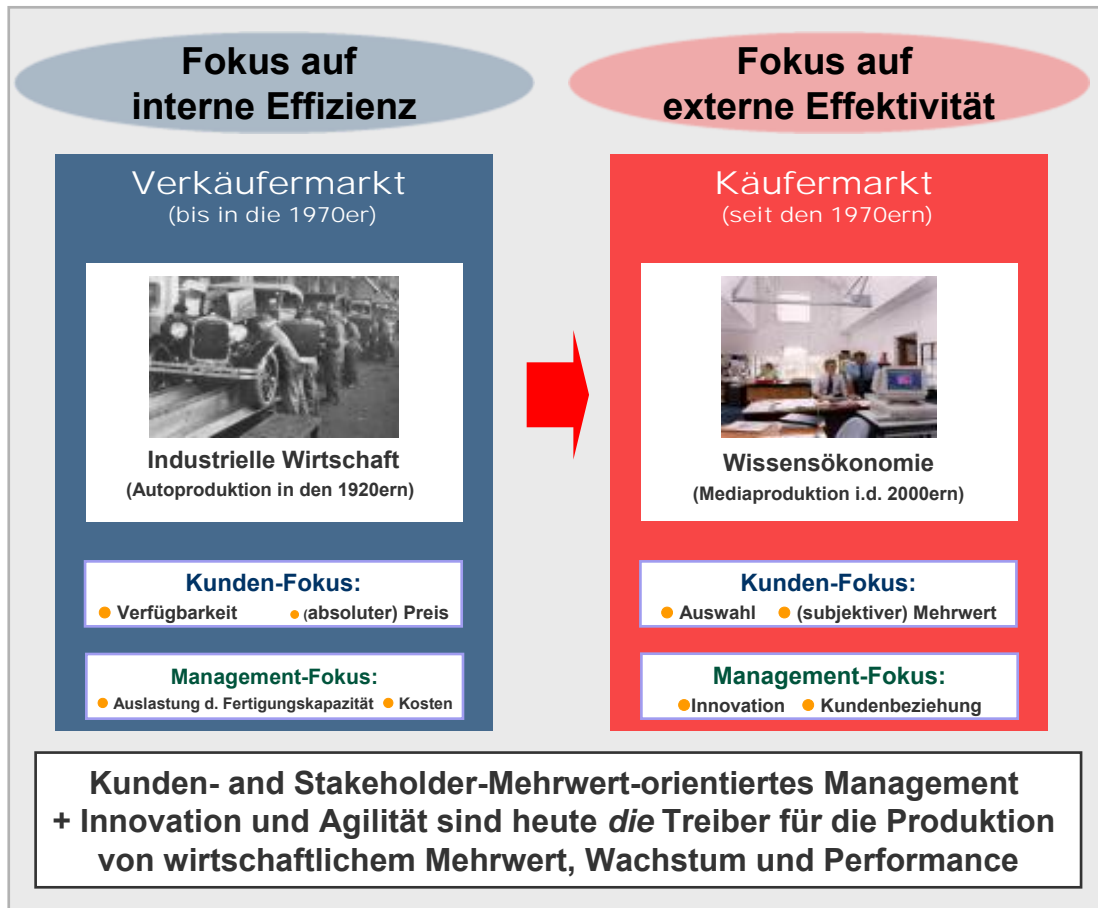 Fokus auf
interne Effizienz
Verkäufermarkt
(bis in die 1970er)
Industrielle Wirtschaft
(Autoproduktion in den 1920ern)
Kunden-Fokus:
● Verfügbarkeit ● (absoluter) Preis
Management-Fokus:
● Auslastung d. Fertigungskapazität ● Kosten
Fokus auf
externe Effektivität
Käufermarkt
(seit den 1970ern)
Wissensökonomie
(Mediaproduktion i.d. 2000ern)
Kunden-Fokus:
● Auswahl ● (subjektiver) Mehrwert
Management-Fokus:
●Innovation ● Kundenbeziehung
Kunden- and Stakeholder-Mehrwert-orientiertes Management
+ Innovation und Agilität sind heute die Treiber für die Produktion
von wirtschaftlichem Mehrwert, Wachstum und Performance